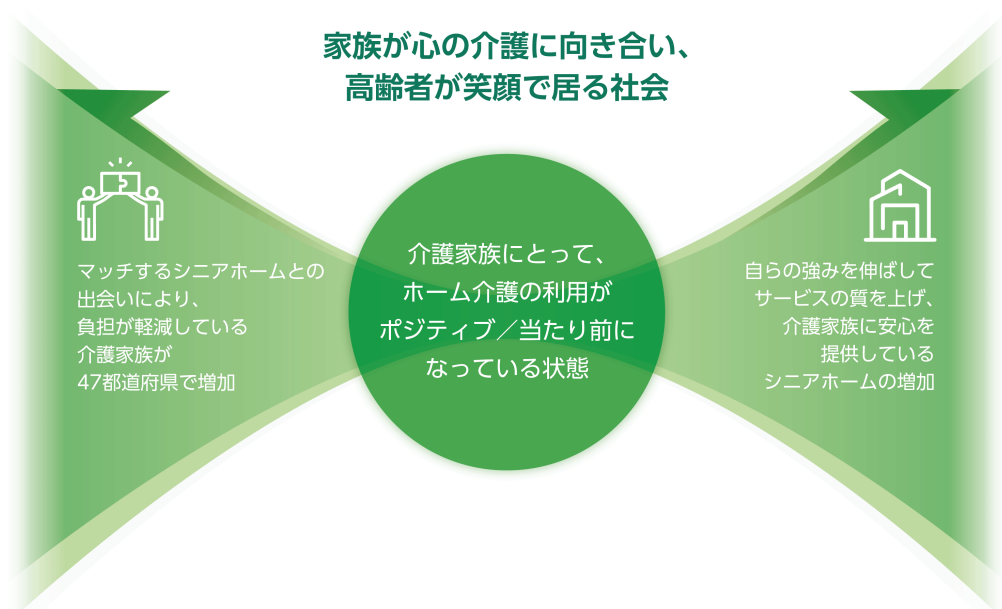 家族が心の介護に向き合い、
高齢者が笑顔で居る社会
マッチするシニアホームとの
出会いにより、
負担が軽減している
介護家族が
47都道府県で増加
介護家族にとって、
ホーム介護の利用が
ポジティブ／当たり前に
なっている状態
自らの強みを伸ばして
サービスの質を上げ、
介護家族に安心を
提供している
シニアホームの増加